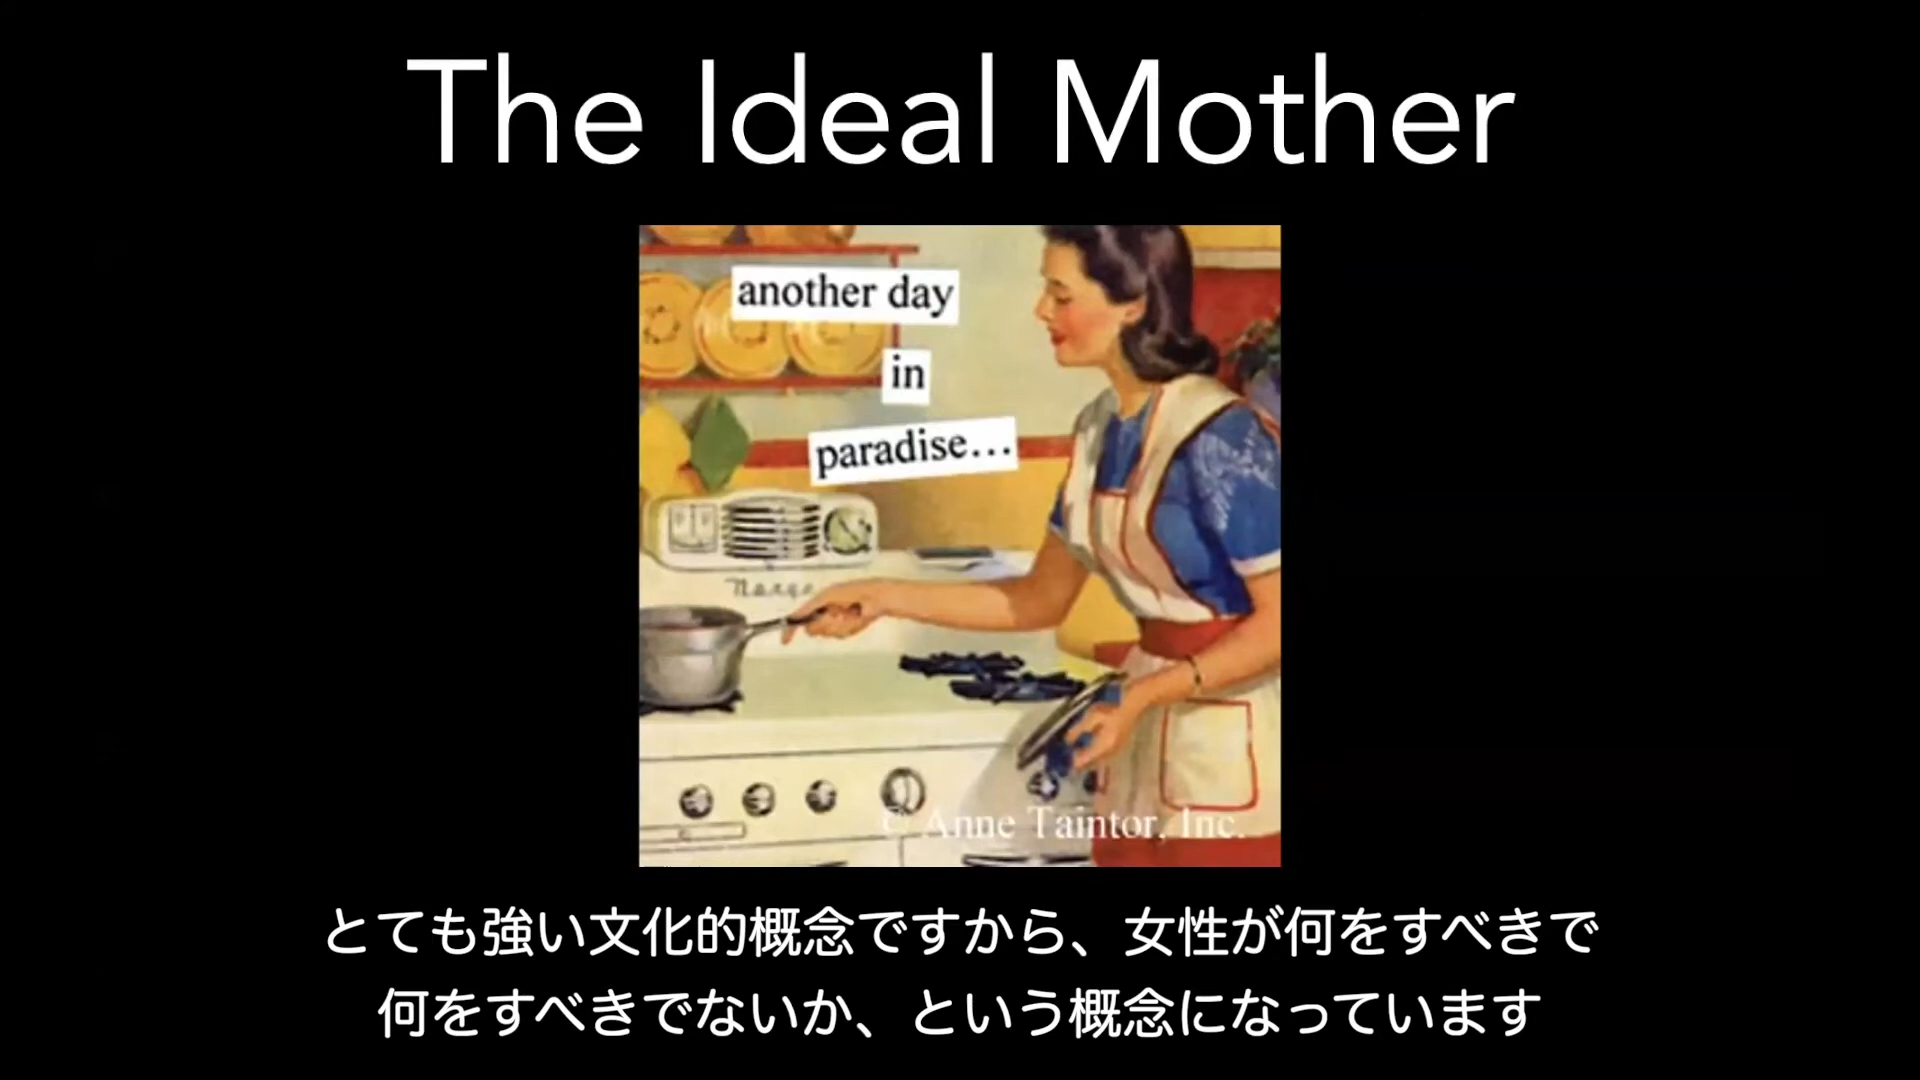 The Ideal Mother
another day
in
paradise...
Norge
© Anne Taintor, Inc.
とても強い文化的概念ですから、女性が何をすべきで
何をすべきでないか、という概念になっています